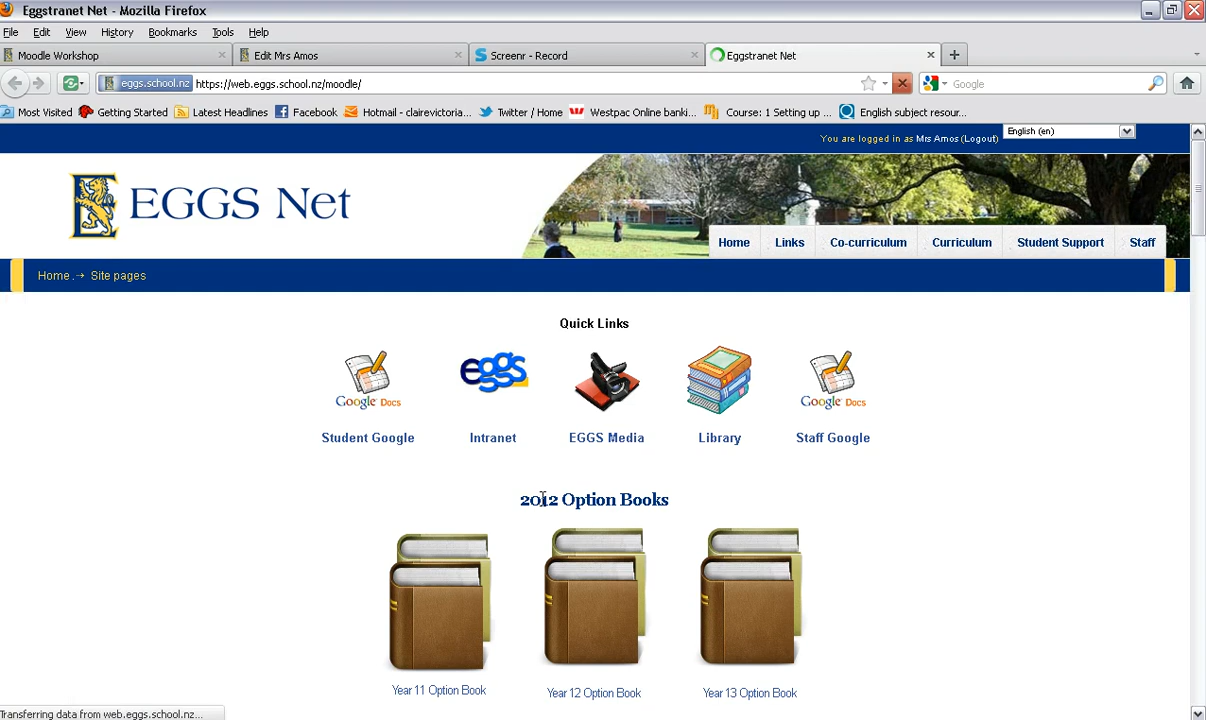 Eggstranet Net - Mozilla Firefox
File Edit View History Bookmarks Tools Help
Moodle Workshop Edit Mrs Amos Screenr - Record Eggstranet Net
eggs.school.nz https://web.eggs.school.nz/moodle/ Google
Most Visited Getting Started Latest Headlines Facebook Hotmail - clairevictoria... Twitter / Home Westpac Online banki... Course: 1 Setting up ... English subject resour...
You are logged in as Mrs Amos (Logout) English (en)
EGGS Net
Home Links Co-curriculum Curriculum Student Support Staff
Home → Site pages
Quick Links
Google Docs eggs Google Docs
Student Google Intranet EGGS Media Library Staff Google
2012 Option Books
Year 11 Option Book Year 12 Option Book Year 13 Option Book
Transferring data from web.eggs.school.nz...